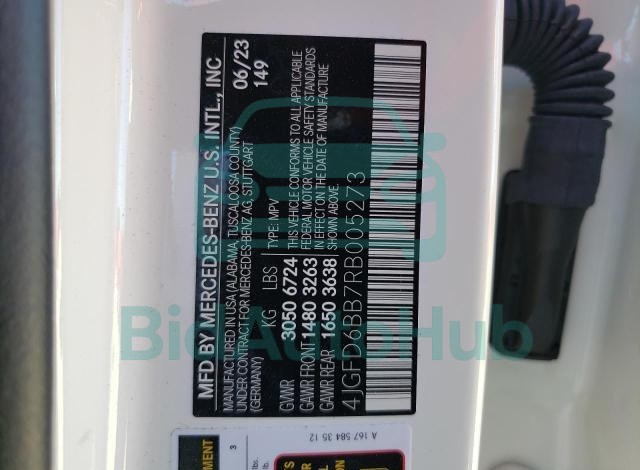 MFD BY MERCEDES-BENZ U.S. INTL., INC
MANUFACTURED IN USA (ALABAMA, TUSCALOOSA COUNTY)
UNDER CONTRACT FOR MERCEDES-BENZ AG, STUTTGART
(GERMANY)
06/23
149
KG LBS TYPE: MPV
GVWR 3050 6724
GAWR FRONT 1480 3263
GAWR REAR 1650 3638
THIS VEHICLE CONFORMS TO ALL APPLICABLE
FEDERAL MOTOR VEHICLE SAFETY STANDARDS
IN EFFECT ON THE DATE OF MANUFACTURE
SHOWN ABOVE
4JGFD6BB7RB005273
A 167 584 35 12
3
lbs.
BidAutoHub